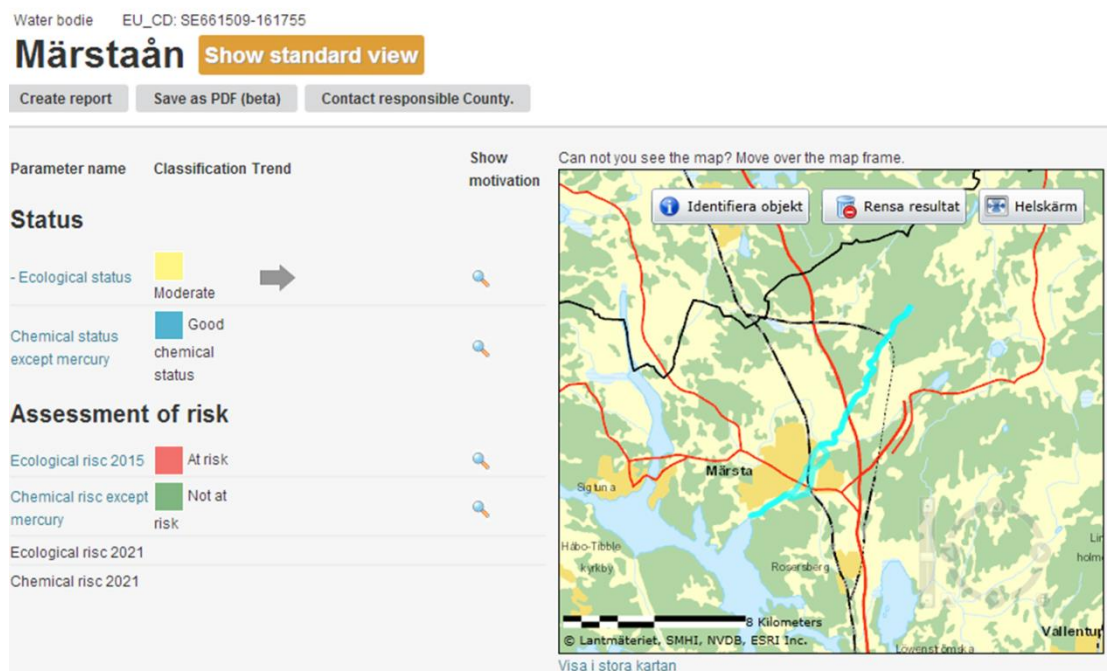 Water bodie EU_CD: SE661509-161755
Märstaån Show standard view
Create report Save as PDF (beta) Contact responsible County.
Parameter name Classification Trend Show motivation
Status
- Ecological status Moderate
Chemical status except mercury Good chemical status
Assessment of risk
Ecological risc 2015 At risk
Chemical risc except mercury Not at risk
Ecological risc 2021
Chemical risc 2021
Can not you see the map? Move over the map frame.
Identifiera objekt Rensa resultat Helskärm
Märsta
Sigtuna
Håbo-Tibble
kyrkby
Rosersberg
holm
8 Kilometers
© Lantmäteriet, SMHI, NVDB, ESRI Inc.
Vällentu
Löwenströmska
Visa i stora kartan